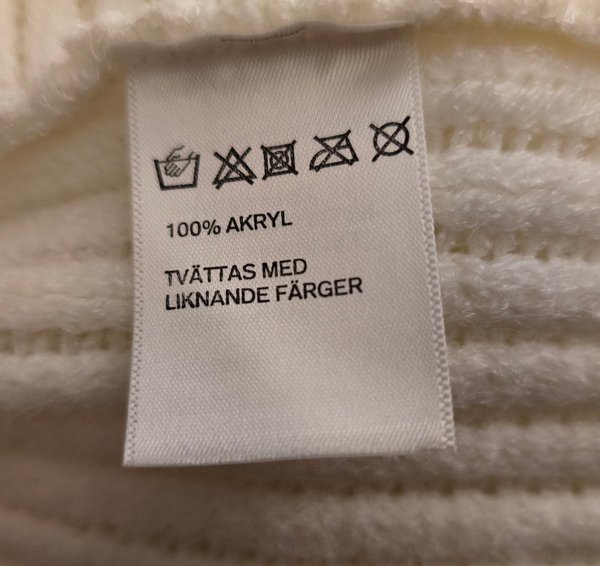 100% AKRYL
TVÄTTAS MED
LIKNANDE FÄRGER